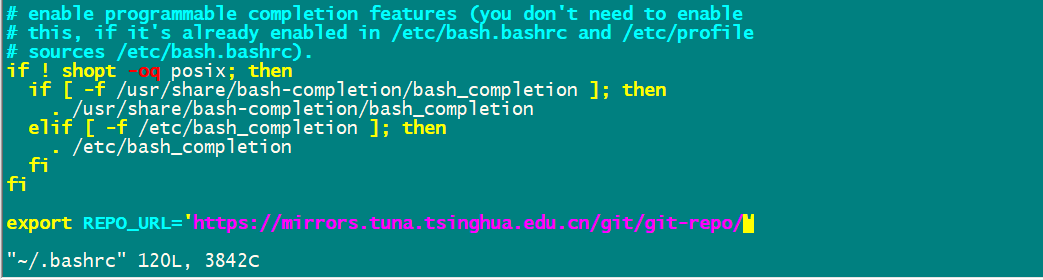 # enable programmable completion features (you don't need to enable
# this, if it's already enabled in /etc/bash.bashrc and /etc/profile
# sources /etc/bash.bashrc).
if ! shopt -oq posix; then
  if [ -f /usr/share/bash-completion/bash_completion ]; then
    . /usr/share/bash-completion/bash_completion
  elif [ -f /etc/bash_completion ]; then
    . /etc/bash_completion
  fi
fi

export REPO_URL='https://mirrors.tuna.tsinghua.edu.cn/git/git-repo/'

"~/.bashrc" 120L, 3842C